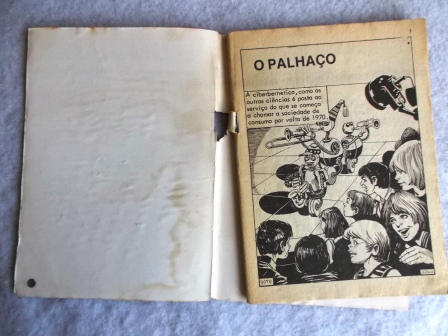 O PALHAÇO
A ciberbernetica, como as
outras ciências é posta ao
serviço do que se começa
a chamar a sociedade de
consumo por volta de 1970